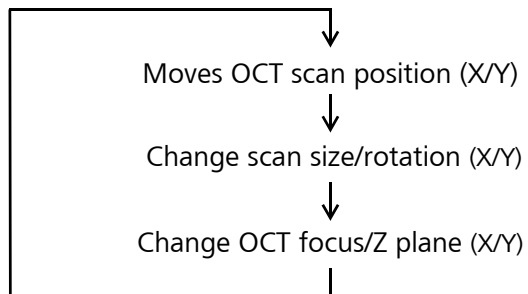 Moves OCT scan position (X/Y)
Change scan size/rotation (X/Y)
Change OCT focus/Z plane (X/Y)